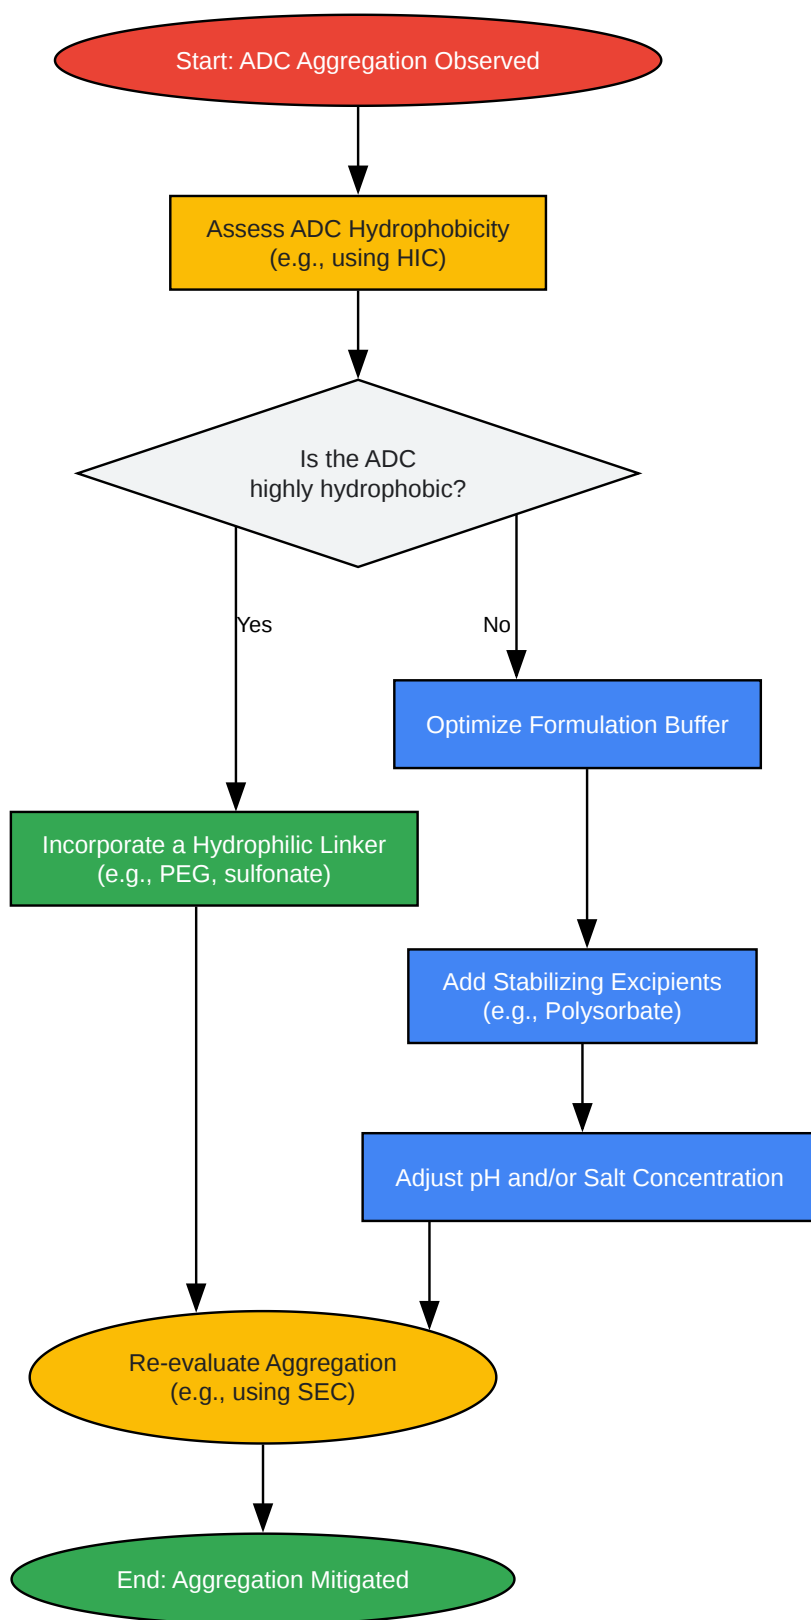 Start: ADC Aggregation Observed
Assess ADC Hydrophobicity
(e.g., using HIC)
Is the ADC
highly hydrophobic?
Yes
No
Optimize Formulation Buffer
Incorporate a Hydrophilic Linker
(e.g., PEG, sulfonate)
Add Stabilizing Excipients
(e.g., Polysorbate)
Adjust pH and/or Salt Concentration
Re-evaluate Aggregation
(e.g., using SEC)
End: Aggregation Mitigated